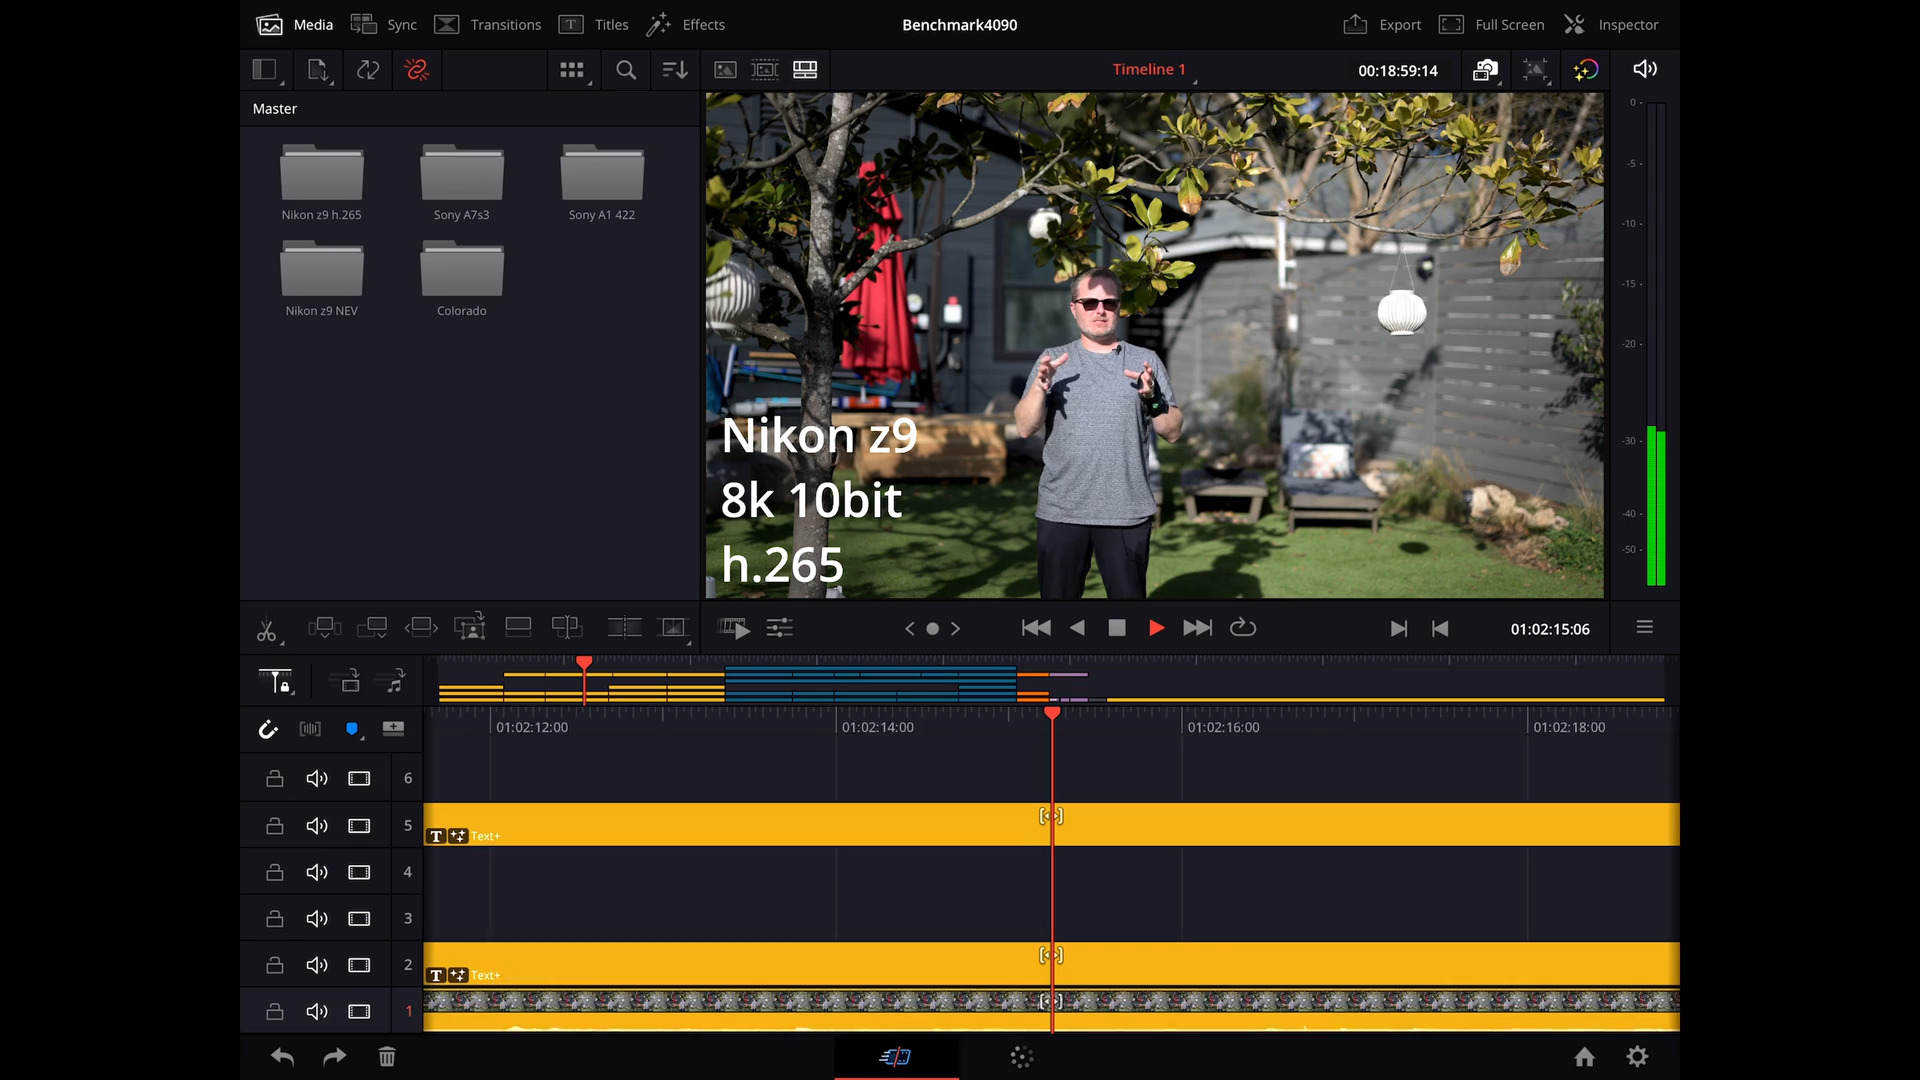 Media
Sync
Transitions
Titles
Effects
Benchmark4090
Export
Full Screen
Inspector
Timeline 1
00:18:59:14
Master
Nikon z9 h.265
Sony A7s3
Sony A1 422
Nikon z9 NEV
Colorado
Nikon z9
8k 10bit
h.265
0
-5
-10
-15
-20
-30
-40
-50
01:02:15:06
01:02:12:00
01:02:14:00
01:02:16:00
01:02:18:00
6
5
T Text+
4
3
2
T Text+
1